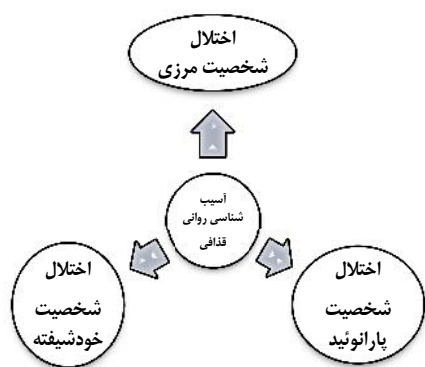 اختلال
شخصیت مرزی
آسیب
شناسی روانی
قذافی
اختلال
شخصیت
پارانوئید
اختلال
شخصیت
خودشیفته